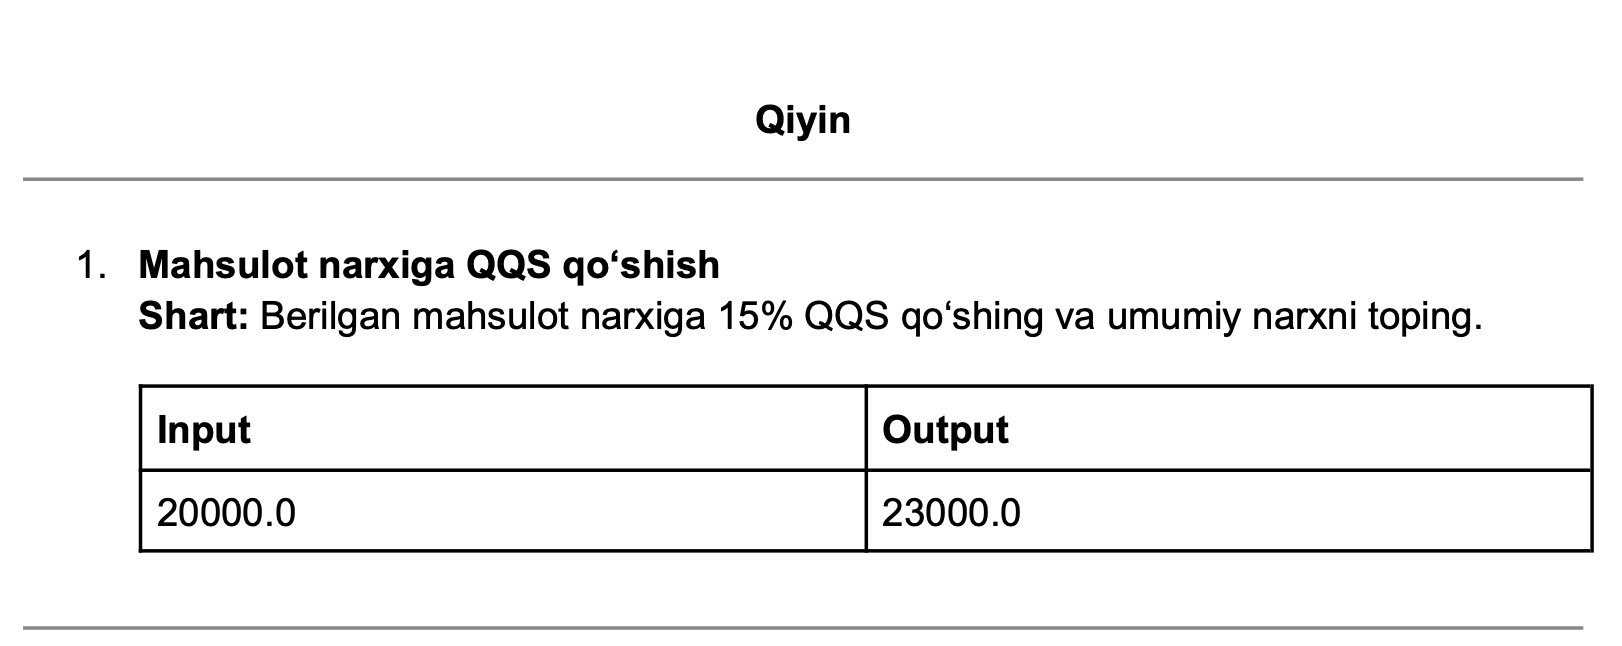 Qiyin
1. Mahsulot narxiga QQS qo‘shish
Shart: Berilgan mahsulot narxiga 15% QQS qo‘shing va umumiy narxni toping.
Input Output
20000.0 23000.0